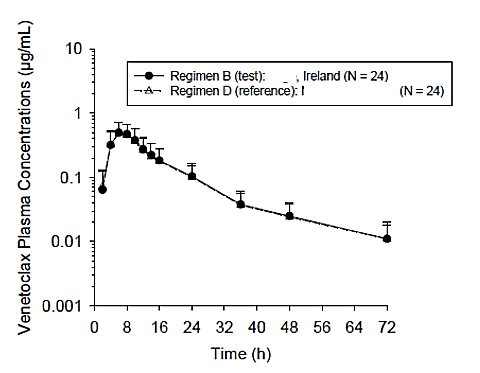 Venetoclax Plasma Concentrations (µg/mL)
10
1
0.1
0.01
0.001
Regimen B (test): , Ireland (N = 24)
Regimen D (reference): (N = 24)
0 8 16 24 32 40 48 56 64 72
Time (h)